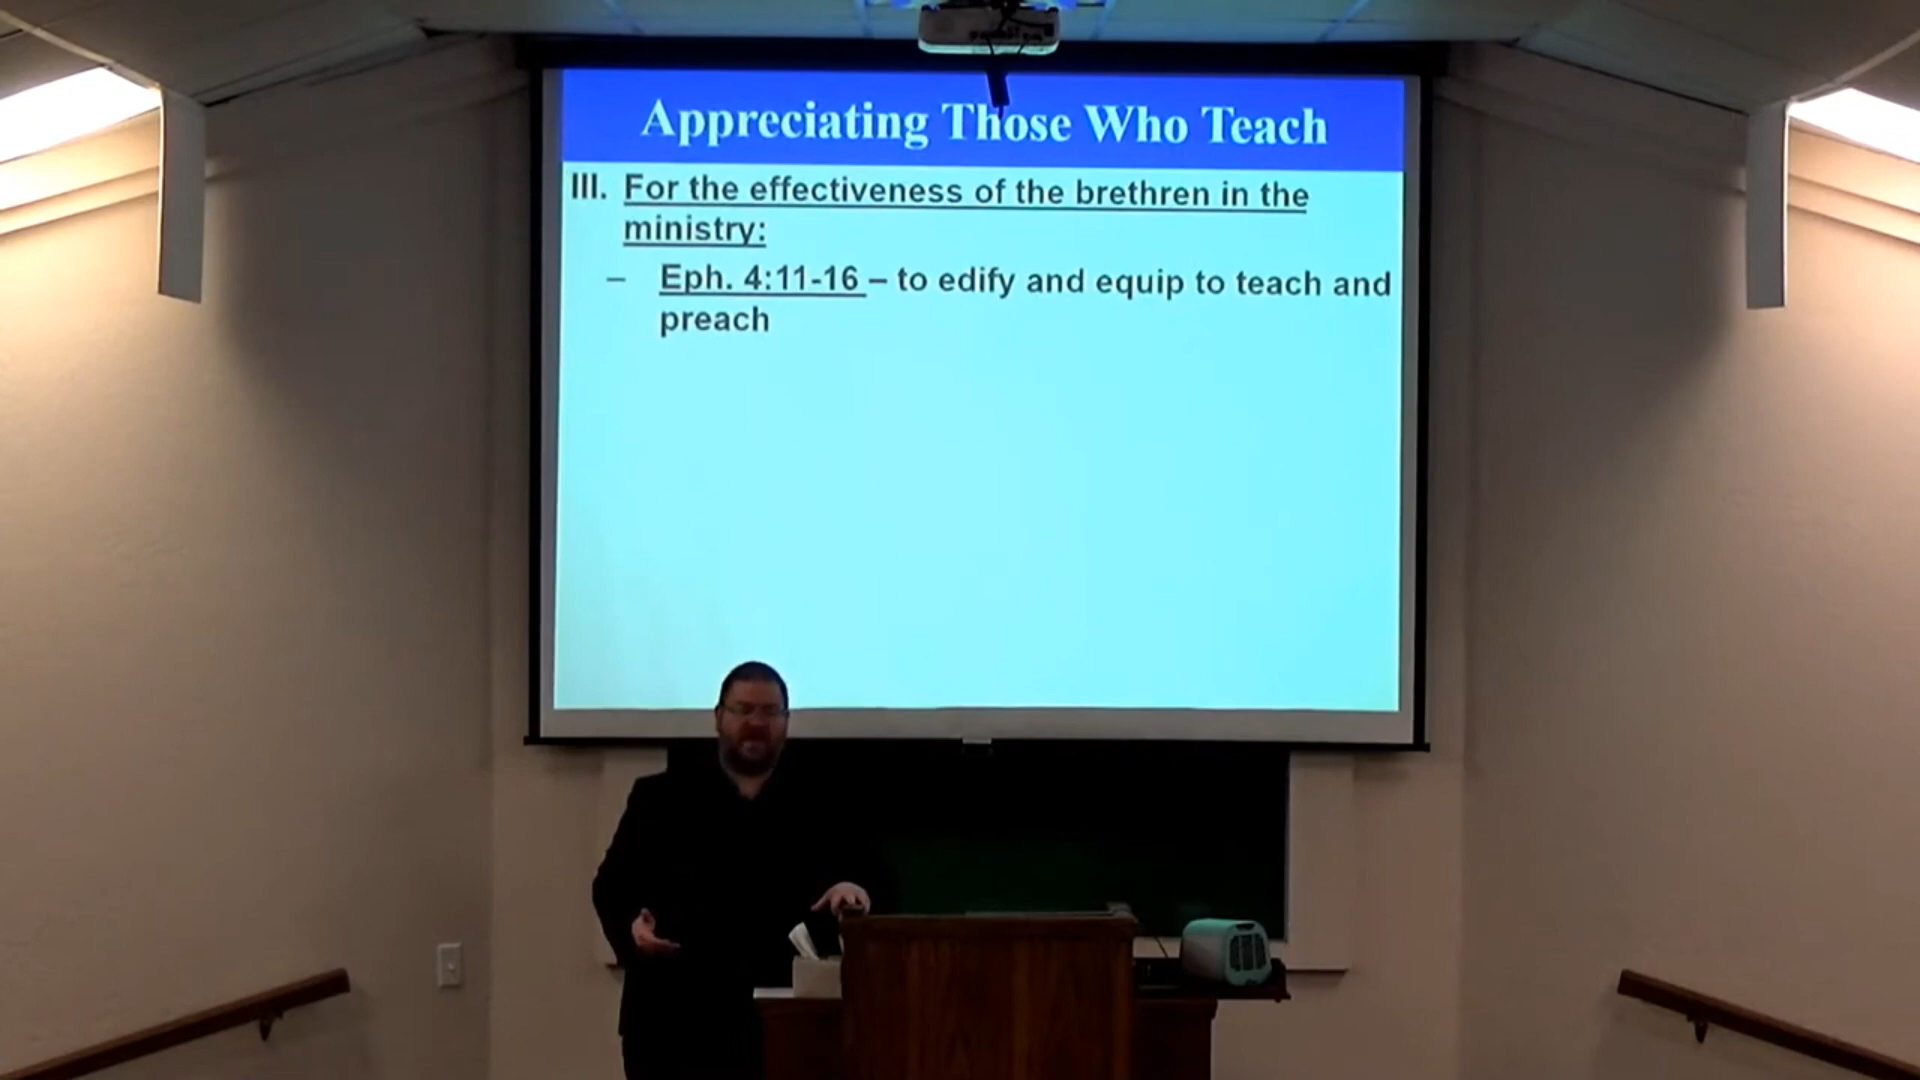 Appreciating Those Who Teach
III. For the effectiveness of the brethren in the
ministry:
– Eph. 4:11-16 – to edify and equip to teach and
preach